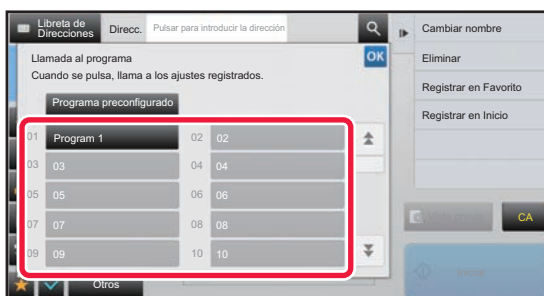 Libreta de Direcciones
Direcc.
Pulsar para introducir la dirección
Llamada al programa
OK
Cuando se pulsa, llama a los ajustes registrados.
Programa preconfigurado
01 Program 1 02 02
03 03 04 04
05 05 06 06
07 07 08 08
09 09 10 10
Otros
Cambiar nombre
Eliminar
Registrar en Favorito
Registrar en Inicio
CA